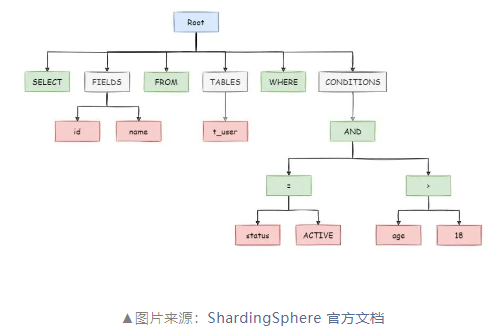 Root
SELECT FIELDS FROM TABLES WHERE CONDITIONS
id name t_user AND
= >
status ACTIVE age 18
▲图片来源：ShardingSphere 官方文档